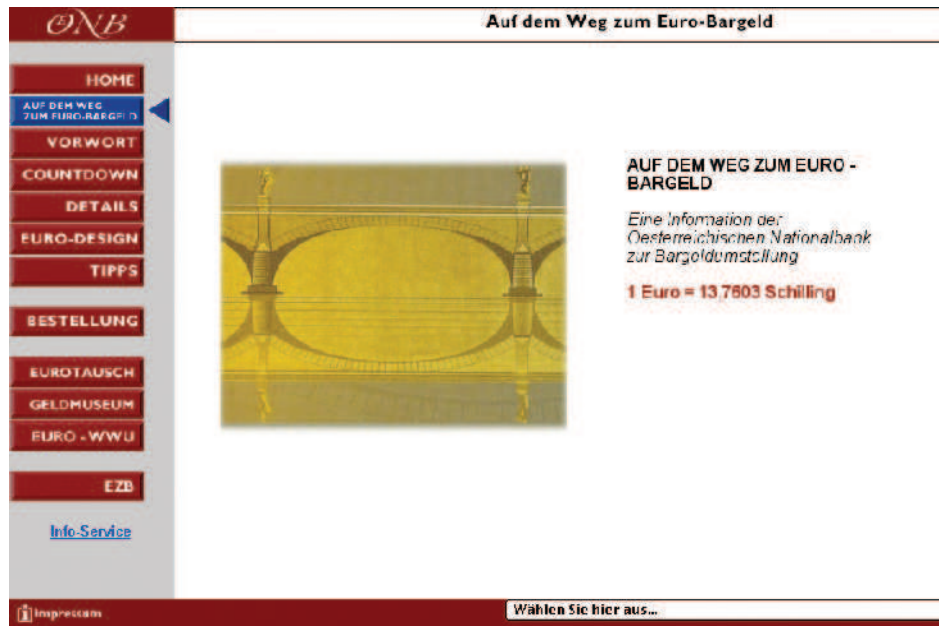 ŒNB
Auf dem Weg zum Euro-Bargeld
HOME
AUF DEM WEG
ZUM EURO-BARGELD
VORWORT
COUNTDOWN
DETAILS
EURO-DESIGN
TIPPS
BESTELLUNG
EUROTAUSCH
GELDMUSEUM
EURO - WWU
EZB
Info-Service
AUF DEM WEG ZUM EURO -
BARGELD
Eine Information der
Oesterreichischen Nationalbank
zur Bargeldumstellung
1 Euro = 13,7603 Schilling
Impressum
Wählen Sie hier aus...